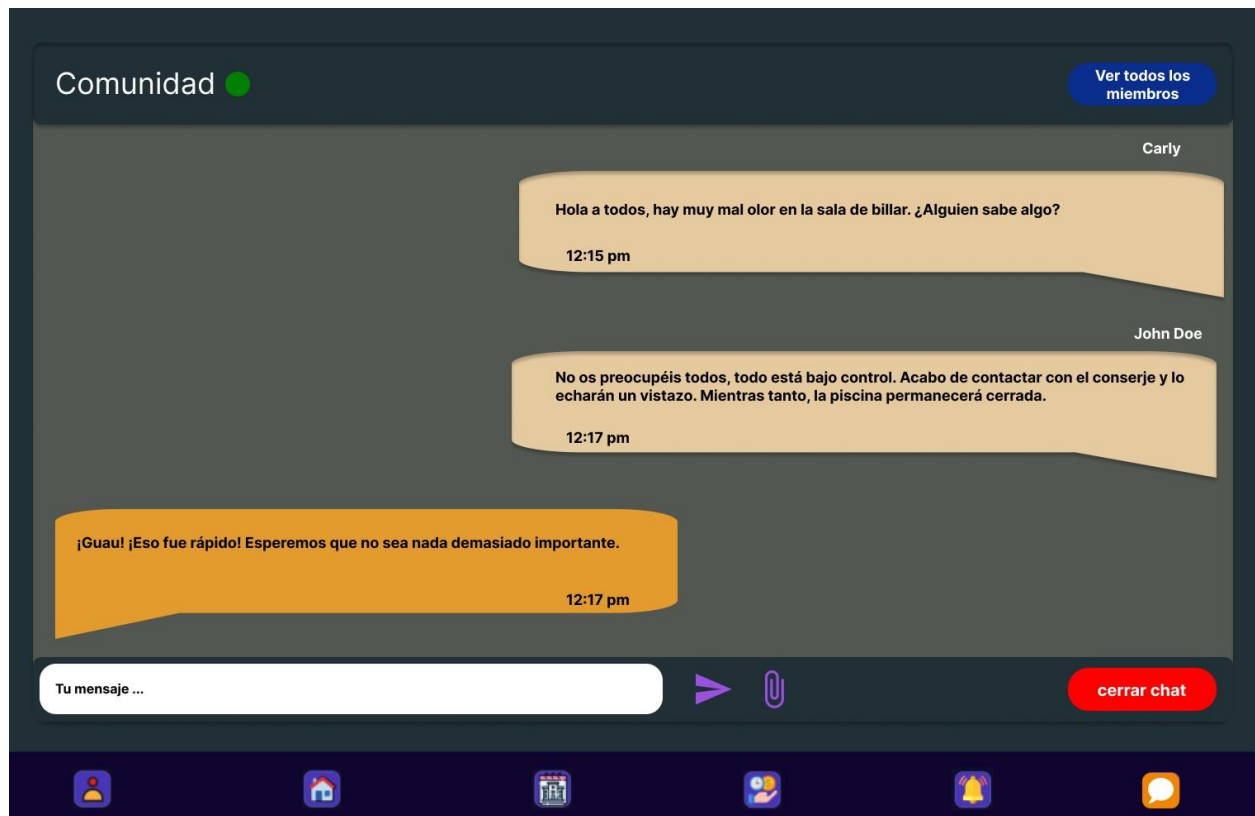 Comunidad
Ver todos los
miembros
Carly
Hola a todos, hay muy mal olor en la sala de billar. ¿Alguien sabe algo?
12:15 pm
John Doe
No os preocupéis todos, todo está bajo control. Acabo de contactar con el conserje y lo
echarán un vistazo. Mientras tanto, la piscina permanecerá cerrada.
12:17 pm
¡Guau! ¡Eso fue rápido! Esperemos que no sea nada demasiado importante.
12:17 pm
Tu mensaje ...
cerrar chat